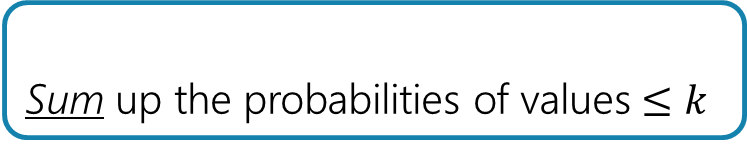 Sum up the probabilities of values ≤ k